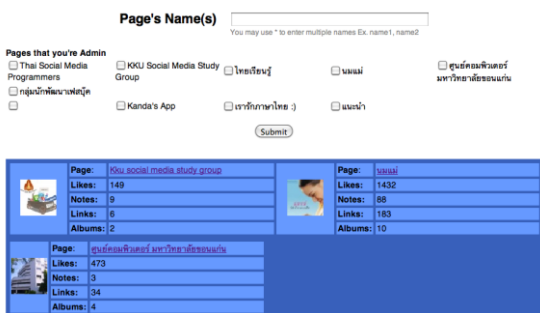 Page's Name(s)
You may use * to enter multiple names Ex. name1, name2
Pages that you're Admin
Thai Social Media Programmers
KKU Social Media Study Group
ไทยเรียนรู้
นมแม่
ศูนย์คอมพิวเตอร์ มหาวิทยาลัยขอนแก่น
กลุ่มนักพัฒนาเฟสบุ๊ค
Kanda's App
เรารักภาษาไทย :)
แนะนำ
Submit
Page: Kku social media study group
Likes: 149
Notes: 9
Links: 6
Albums: 2
Page: นมแม่
Likes: 1432
Notes: 88
Links: 183
Albums: 10
Page: ศูนย์คอมพิวเตอร์ มหาวิทยาลัยขอนแก่น
Likes: 473
Notes: 3
Links: 34
Albums: 4